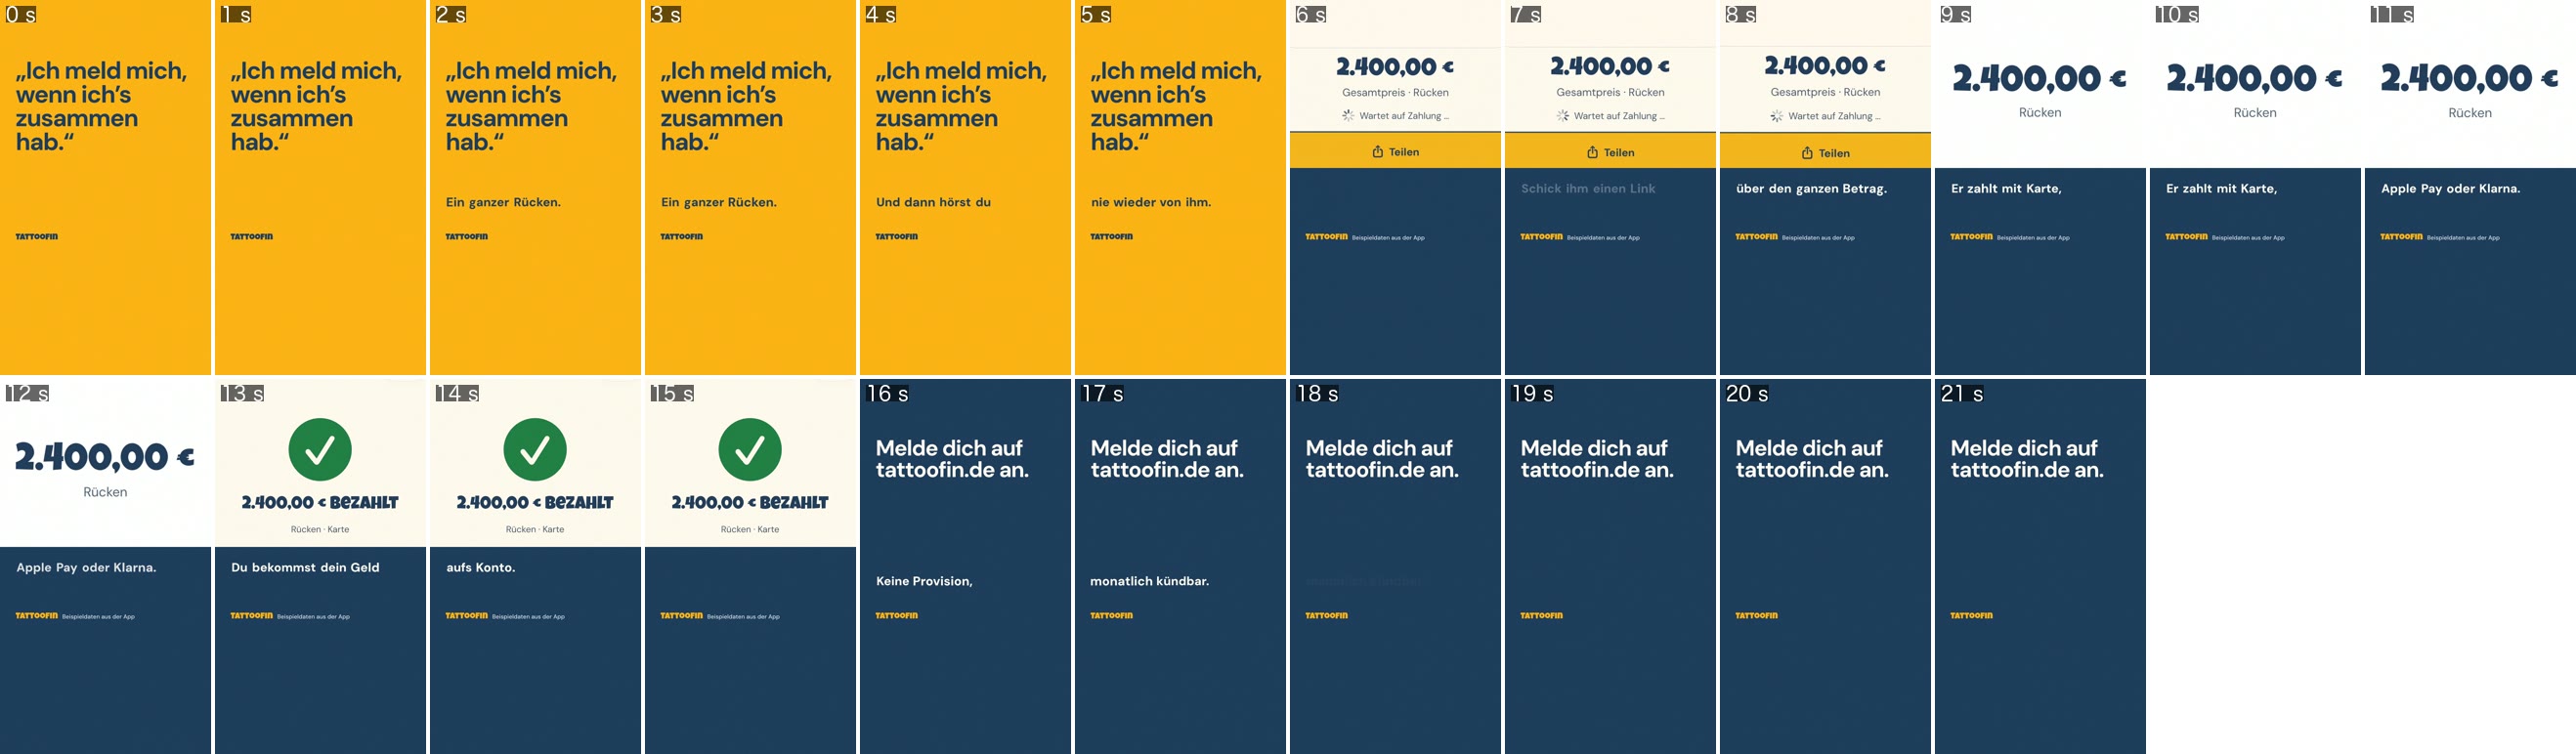 0 s
„Ich meld mich,
wenn ich's
zusammen
hab.“
TATTOOFIN
1 s
„Ich meld mich,
wenn ich's
zusammen
hab.“
TATTOOFIN
2 s
„Ich meld mich,
wenn ich's
zusammen
hab.“
Ein ganzer Rücken.
TATTOOFIN
3 s
„Ich meld mich,
wenn ich's
zusammen
hab.“
Ein ganzer Rücken.
TATTOOFIN
4 s
„Ich meld mich,
wenn ich's
zusammen
hab.“
Und dann hörst du
TATTOOFIN
5 s
„Ich meld mich,
wenn ich's
zusammen
hab.“
nie wieder von ihm.
TATTOOFIN
6 s
2.400,00 €
Gesamtpreis · Rücken
Wartet auf Zahlung ...
Teilen
TATTOOFIN Beispieldaten aus der App
7 s
2.400,00 €
Gesamtpreis · Rücken
Wartet auf Zahlung ...
Teilen
Schick ihm einen Link
TATTOOFIN Beispieldaten aus der App
8 s
2.400,00 €
Gesamtpreis · Rücken
Wartet auf Zahlung ...
Teilen
über den ganzen Betrag.
TATTOOFIN Beispieldaten aus der App
9 s
2.400,00 €
Rücken
Er zahlt mit Karte,
TATTOOFIN Beispieldaten aus der App
10 s
2.400,00 €
Rücken
Er zahlt mit Karte,
TATTOOFIN Beispieldaten aus der App
11 s
2.400,00 €
Rücken
Apple Pay oder Klarna.
TATTOOFIN Beispieldaten aus der App
12 s
2.400,00 €
Rücken
Apple Pay oder Klarna.
TATTOOFIN Beispieldaten aus der App
13 s
2.400,00 € BEZAHLT
Rücken · Karte
Du bekommst dein Geld
TATTOOFIN Beispieldaten aus der App
14 s
2.400,00 € BEZAHLT
Rücken · Karte
aufs Konto.
TATTOOFIN Beispieldaten aus der App
15 s
2.400,00 € BEZAHLT
Rücken · Karte
TATTOOFIN Beispieldaten aus der App
16 s
Melde dich auf
tattoofin.de an.
Keine Provision,
TATTOOFIN
17 s
Melde dich auf
tattoofin.de an.
monatlich kündbar.
TATTOOFIN
18 s
Melde dich auf
tattoofin.de an.
TATTOOFIN
19 s
Melde dich auf
tattoofin.de an.
TATTOOFIN
20 s
Melde dich auf
tattoofin.de an.
TATTOOFIN
21 s
Melde dich auf
tattoofin.de an.
TATTOOFIN